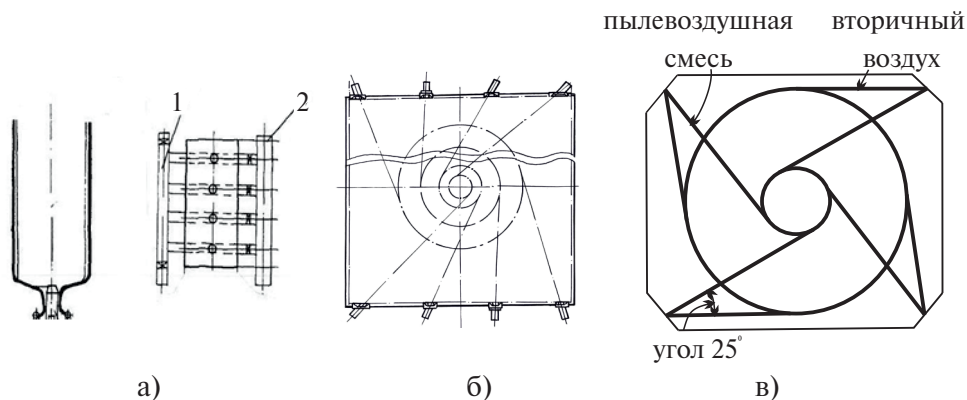 пылевоздушная вторичный
смесь воздух
1 2
угол 25°
а) б) в)